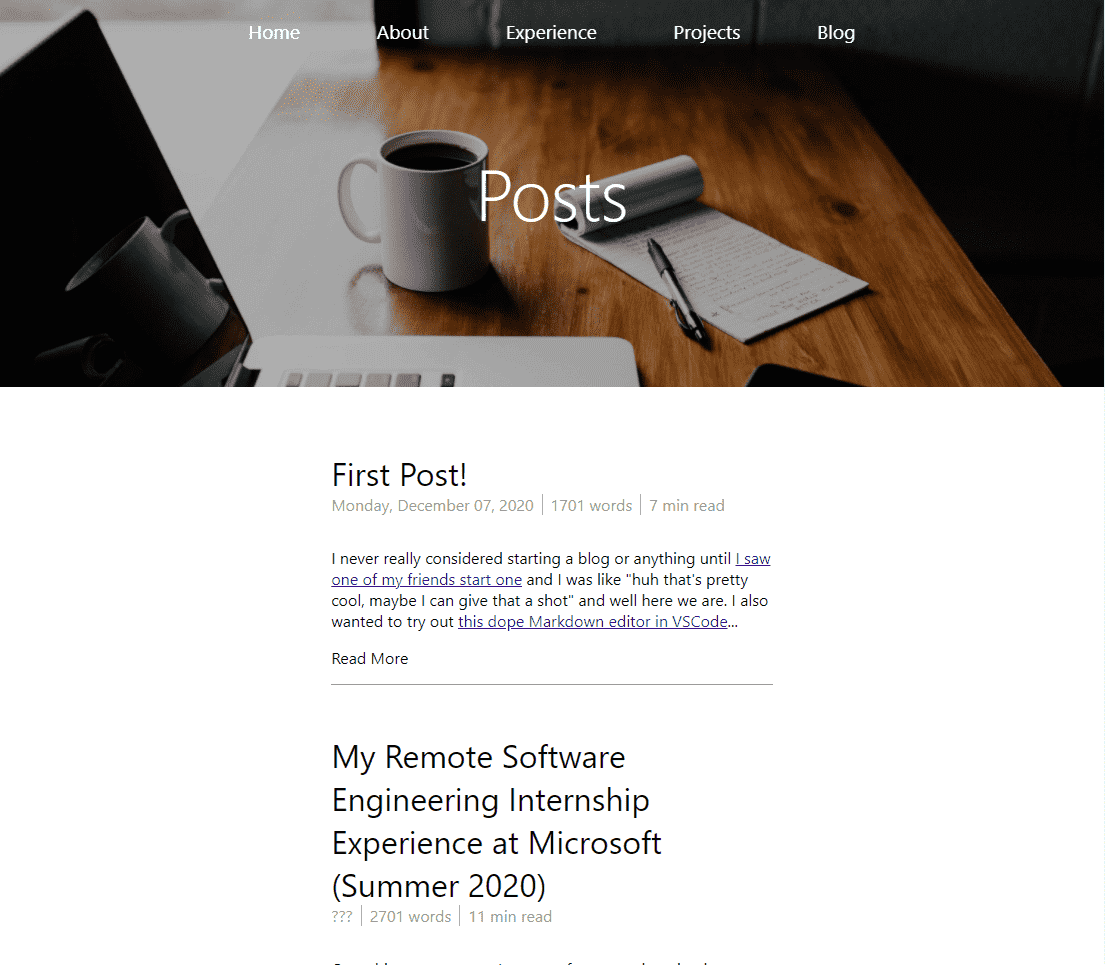 Home About Experience Projects Blog
Posts
First Post!
Monday, December 07, 2020 | 1701 words | 7 min read
I never really considered starting a blog or anything until I saw
one of my friends start one and I was like "huh that's pretty
cool, maybe I can give that a shot" and well here we are. I also
wanted to try out this dope Markdown editor in VSCode...
Read More
My Remote Software
Engineering Internship
Experience at Microsoft
(Summer 2020)
??? | 2701 words | 11 min read